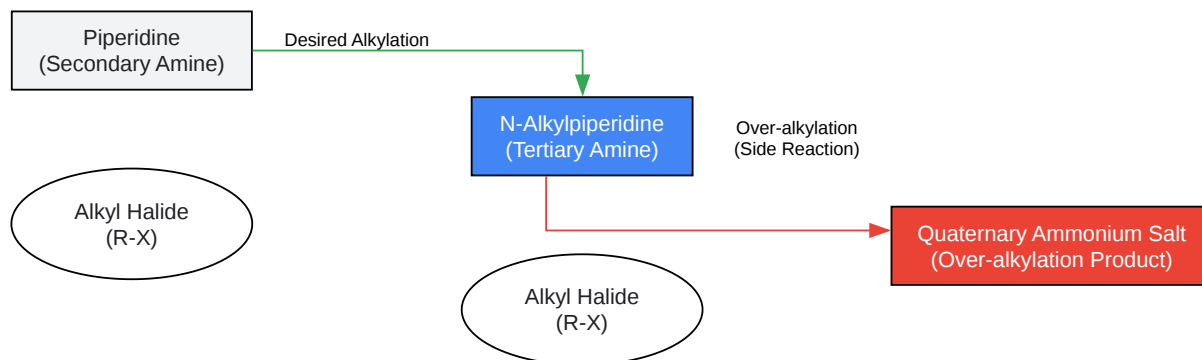 Piperidine
(Secondary Amine)
Desired Alkylation
N-Alkylpiperidine
(Tertiary Amine)
Over-alkylation
(Side Reaction)
Alkyl Halide
(R-X)
Quaternary Ammonium Salt
(Over-alkylation Product)
Alkyl Halide
(R-X)